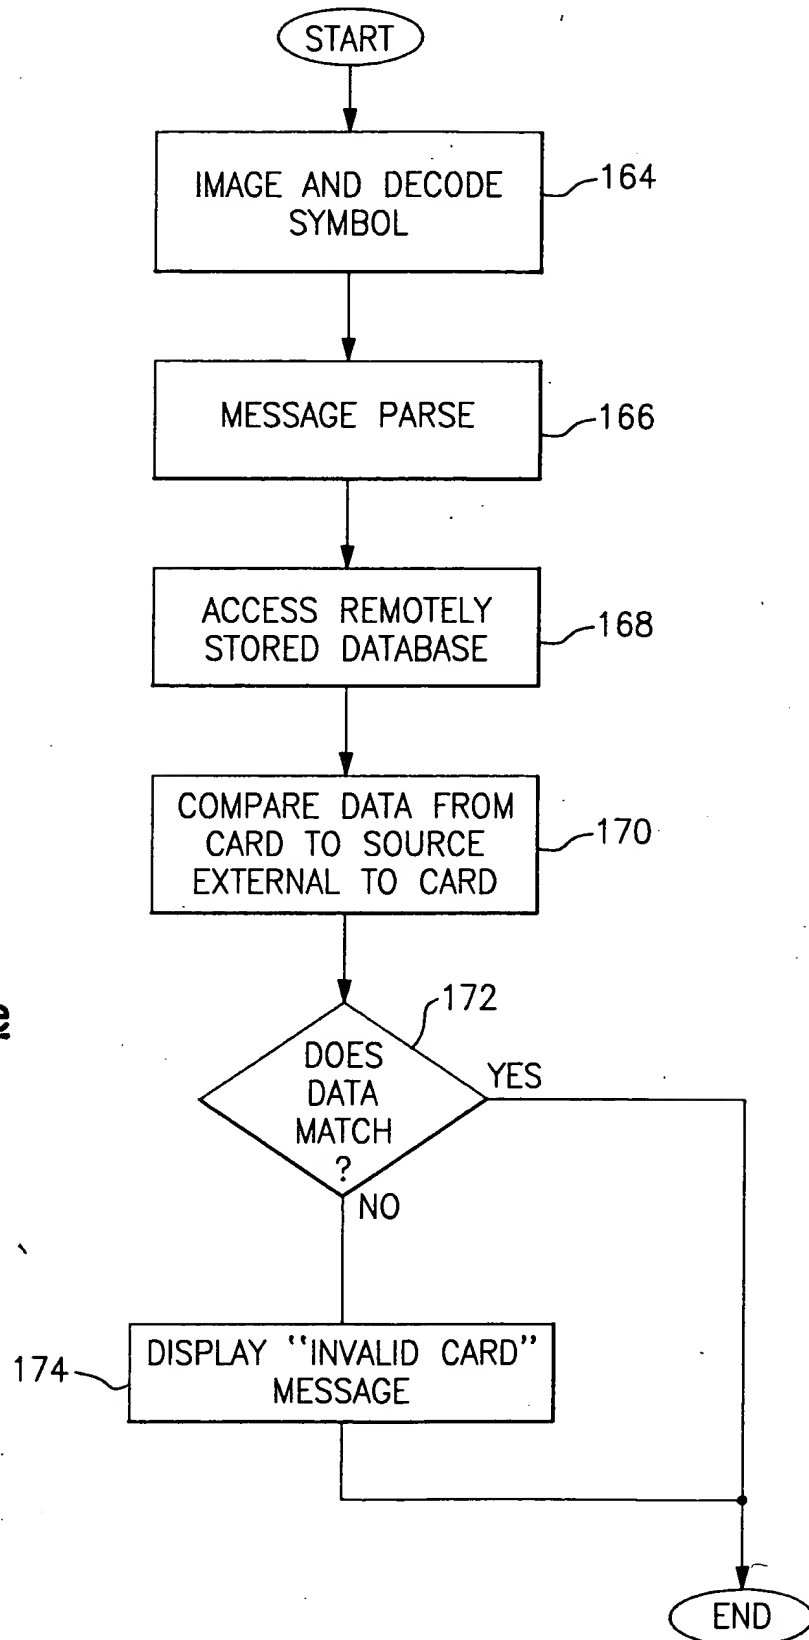 START
IMAGE AND DECODE
SYMBOL
164
MESSAGE PARSE
166
ACCESS REMOTELY
STORED DATABASE
168
COMPARE DATA FROM
CARD TO SOURCE
EXTERNAL TO CARD
170
172
DOES
DATA
MATCH
?
YES
NO
174
DISPLAY "INVALID CARD"
MESSAGE
END